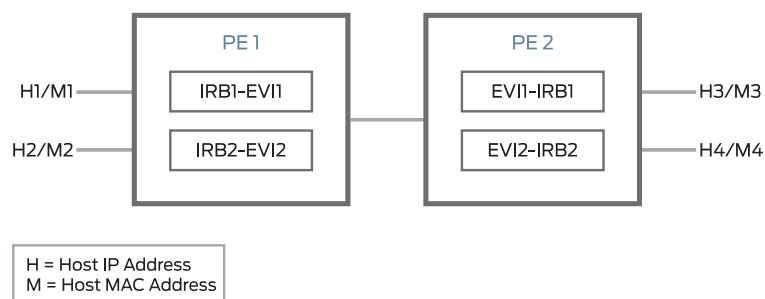 PE 1
PE 2
H1/M1
IRB1-EVI1
EVI1-IRB1
H3/M3
H2/M2
IRB2-EVI2
EVI2-IRB2
H4/M4
H = Host IP Address
M = Host MAC Address